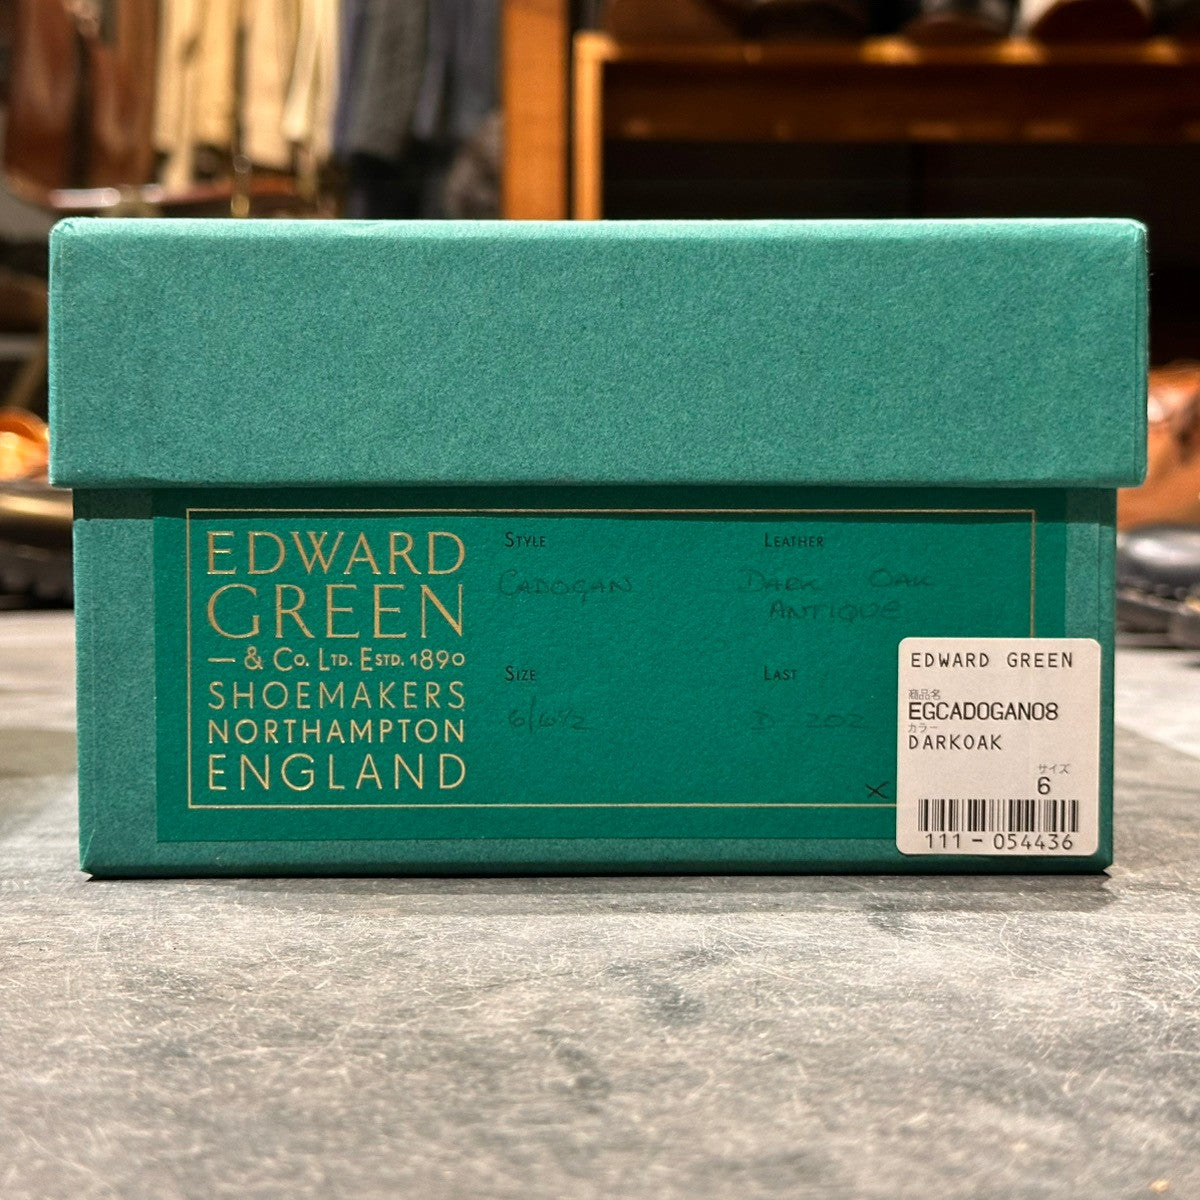 EDWARD
GREEN
— & Co. LTD. ESTD. 1890
SHOEMAKERS
NORTHAMPTON
ENGLAND
STYLE
CADOGAN
LEATHER
DARK OAK
ANTIQUE
SIZE
6/6½
LAST
D 202
X
EDWARD GREEN
商品名
EGCADOGAN08
カラー
DARKOAK
サイズ
6
111-054436